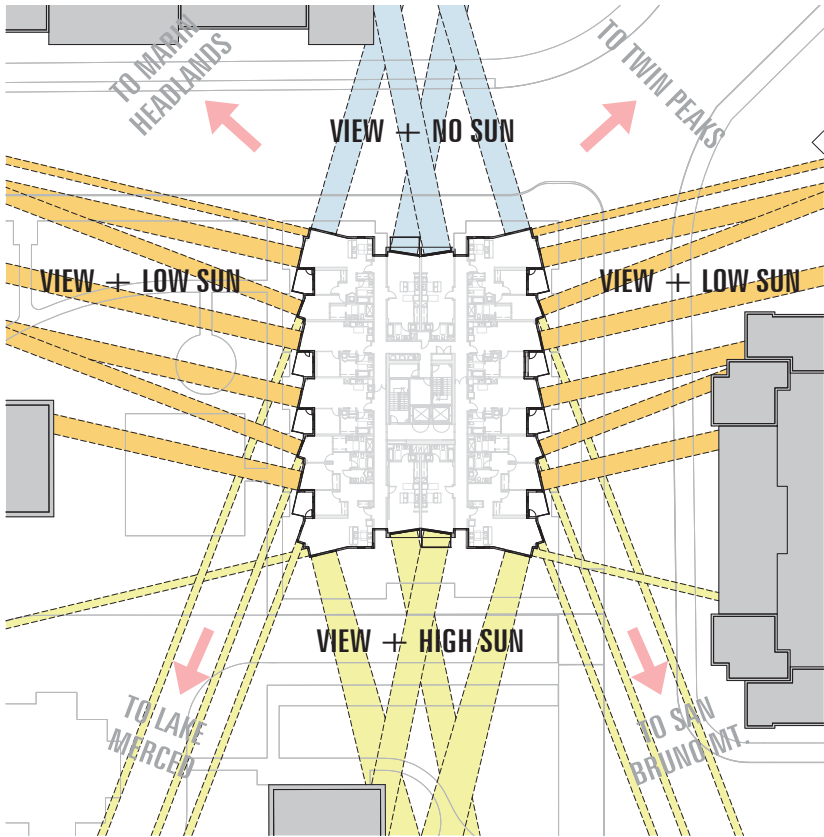 TO MARIN
HEADLANDS
TO TWIN PEAKS
VIEW + NO SUN
VIEW + LOW SUN
VIEW + LOW SUN
VIEW + HIGH SUN
TO LAKE
MERCED
TO SAN
BRUNO MT.